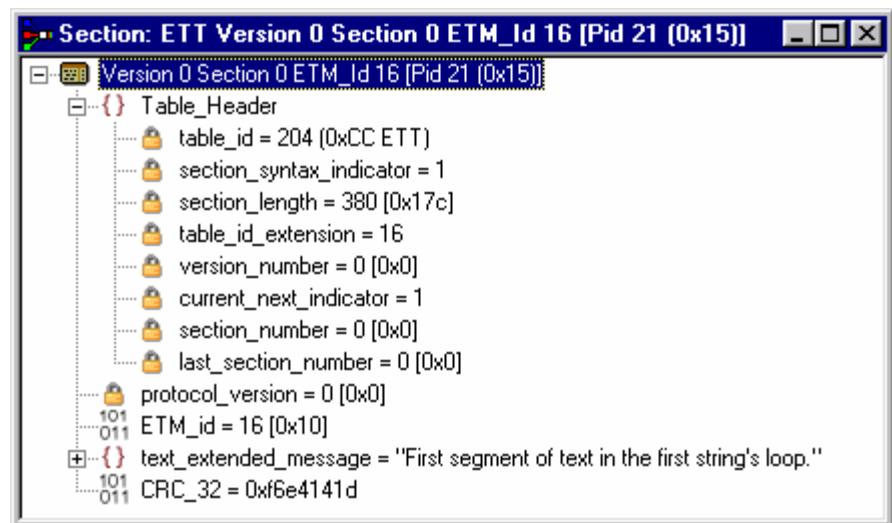 Section: ETT Version 0 Section 0 ETM_Id 16 [Pid 21 (0x15)]
Version 0 Section 0 ETM_Id 16 [Pid 21 (0x15)]
{} Table_Header
table_id = 204 (0xCC ETT)
section_syntax_indicator = 1
section_length = 380 [0x17c]
table_id_extension = 16
version_number = 0 [0x0]
current_next_indicator = 1
section_number = 0 [0x0]
last_section_number = 0 [0x0]
protocol_version = 0 [0x0]
101
011 ETM_id = 16 [0x10]
{} text_extended_message = "First segment of text in the first string's loop."
101
011 CRC_32 = 0xf6e4141d